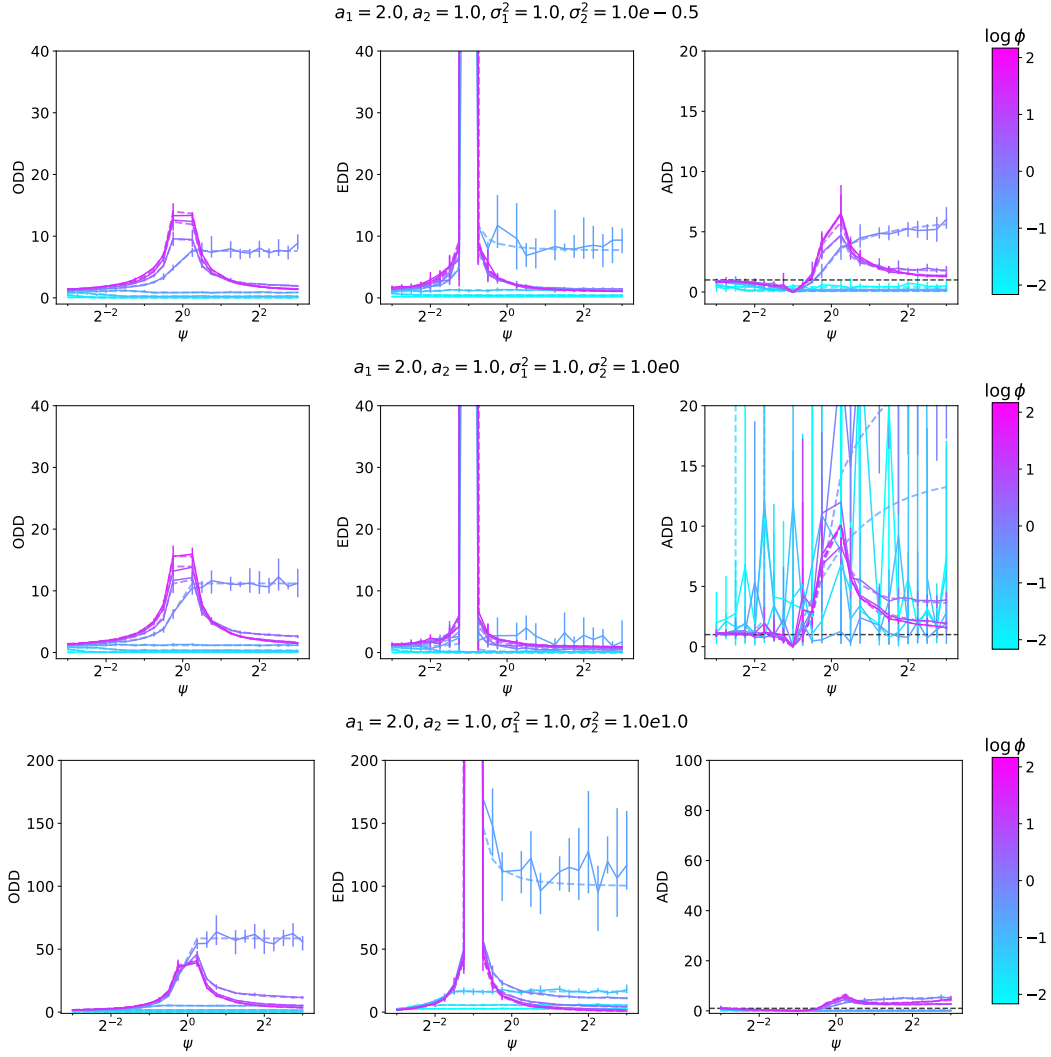 a₁ = 2.0, a₂ = 1.0, σ₁² = 1.0, σ₂² = 1.0e − 0.5
40
30
20
10
0
ODD
2⁻² 2⁰ 2²
ψ
40
30
20
10
0
EDD
2⁻² 2⁰ 2²
ψ
20
15
10
5
0
ADD
2⁻² 2⁰ 2²
ψ
log ϕ
2
1
0
−1
−2
a₁ = 2.0, a₂ = 1.0, σ₁² = 1.0, σ₂² = 1.0e0
40
30
20
10
0
ODD
2⁻² 2⁰ 2²
ψ
40
30
20
10
0
EDD
2⁻² 2⁰ 2²
ψ
20
15
10
5
0
ADD
2⁻² 2⁰ 2²
ψ
log ϕ
2
1
0
−1
−2
a₁ = 2.0, a₂ = 1.0, σ₁² = 1.0, σ₂² = 1.0e1.0
200
150
100
50
0
ODD
2⁻² 2⁰ 2²
ψ
200
150
100
50
0
EDD
2⁻² 2⁰ 2²
ψ
100
80
60
40
20
0
ADD
2⁻² 2⁰ 2²
ψ
log ϕ
2
1
0
−1
−2